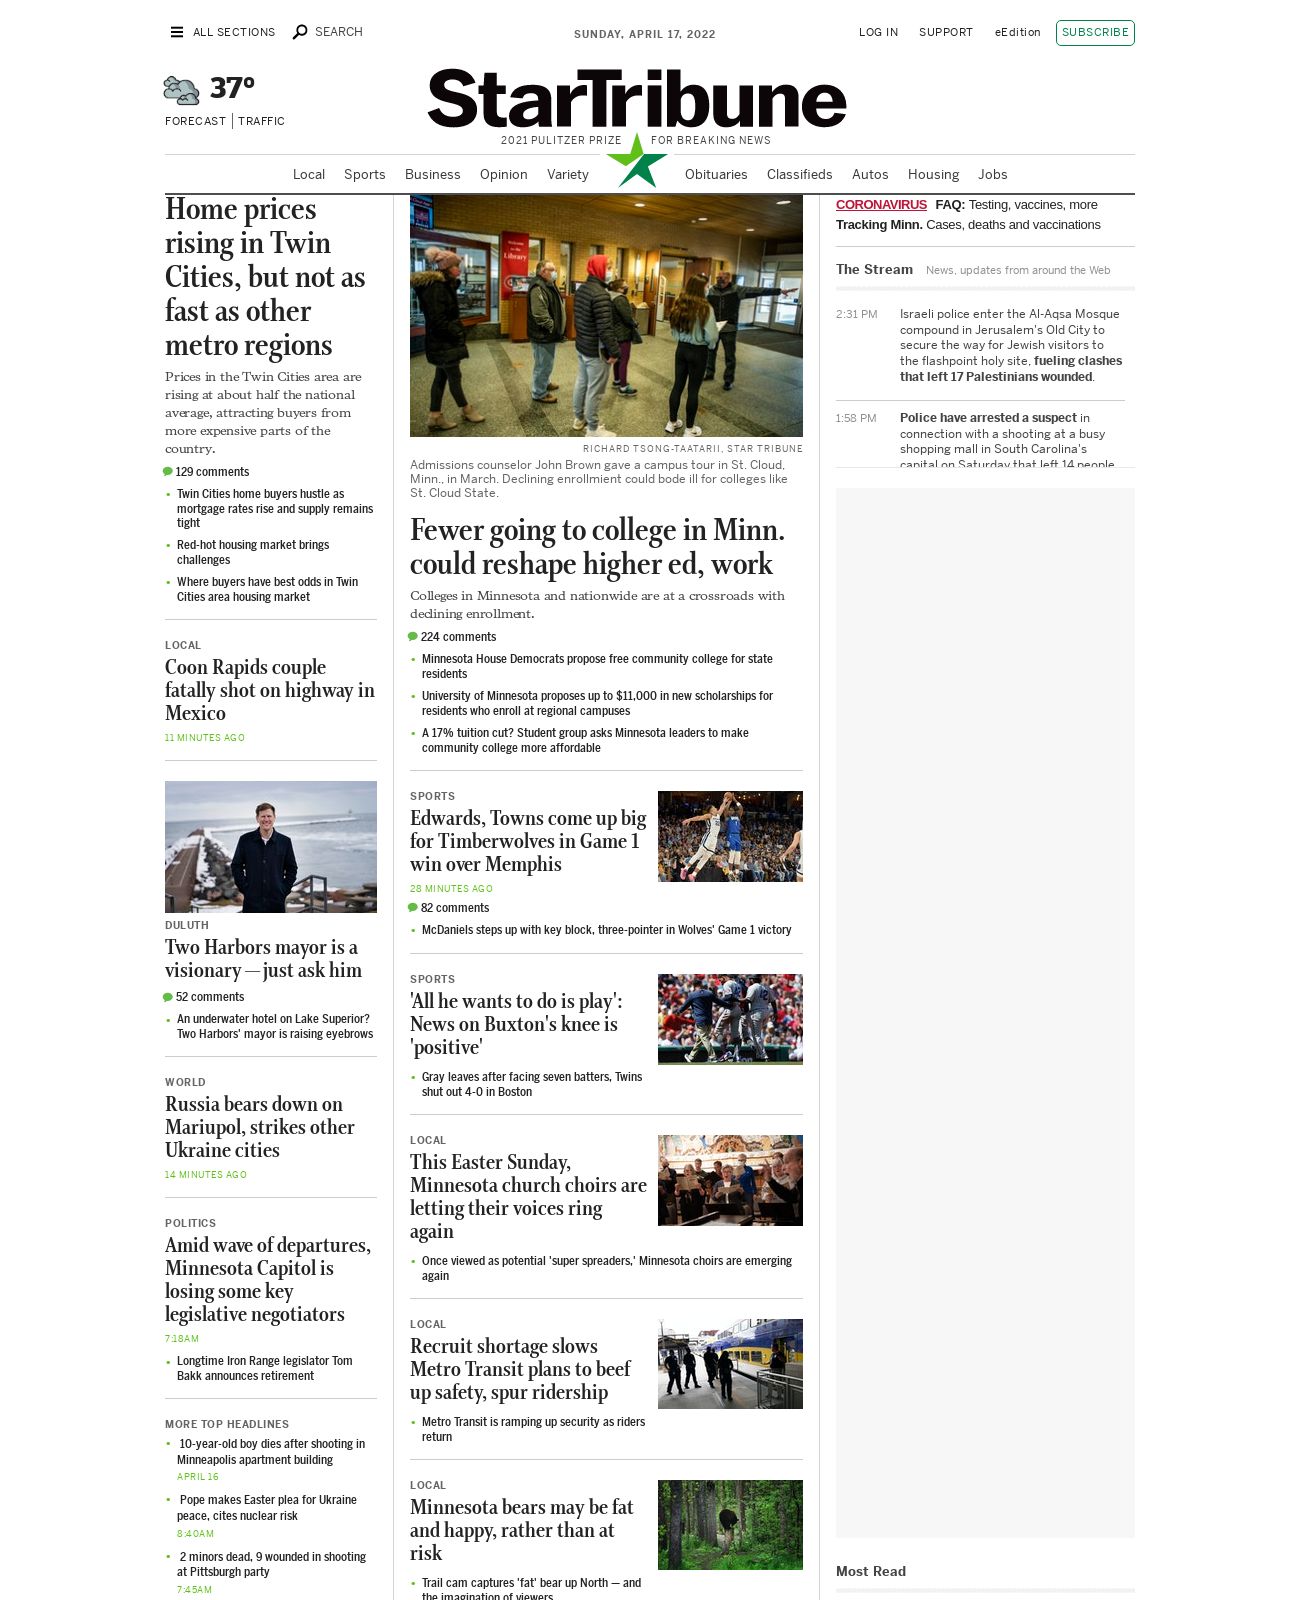 ALL SECTIONS
SEARCH
SUNDAY, APRIL 17, 2022
LOG IN
SUPPORT
eEdition
SUBSCRIBE
37°
FORECAST
TRAFFIC
StarTribune
2021 PULITZER PRIZE
FOR BREAKING NEWS
Local
Sports
Business
Opinion
Variety
Obituaries
Classifieds
Autos
Housing
Jobs
Home prices
rising in Twin
Cities, but not as
fast as other
metro regions
Prices in the Twin Cities area are
rising at about half the national
average, attracting buyers from
more expensive parts of the
country.
129 comments
Twin Cities home buyers hustle as
mortgage rates rise and supply remains
tight
Red-hot housing market brings
challenges
Where buyers have best odds in Twin
Cities area housing market
LOCAL
Coon Rapids couple
fatally shot on highway in
Mexico
11 MINUTES AGO
DULUTH
Two Harbors mayor is a
visionary — just ask him
52 comments
An underwater hotel on Lake Superior?
Two Harbors' mayor is raising eyebrows
WORLD
Russia bears down on
Mariupol, strikes other
Ukraine cities
14 MINUTES AGO
POLITICS
Amid wave of departures,
Minnesota Capitol is
losing some key
legislative negotiators
7:18AM
Longtime Iron Range legislator Tom
Bakk announces retirement
MORE TOP HEADLINES
10-year-old boy dies after shooting in
Minneapolis apartment building
APRIL 16
Pope makes Easter plea for Ukraine
peace, cites nuclear risk
8:40AM
2 minors dead, 9 wounded in shooting
at Pittsburgh party
7:45AM
Welcome
Library
RICHARD TSONG-TAATARII, STAR TRIBUNE
Admissions counselor John Brown gave a campus tour in St. Cloud,
Minn., in March. Declining enrollmient could bode ill for colleges like
St. Cloud State.
Fewer going to college in Minn.
could reshape higher ed, work
Colleges in Minnesota and nationwide are at a crossroads with
declining enrollment.
224 comments
Minnesota House Democrats propose free community college for state
residents
University of Minnesota proposes up to $11,000 in new scholarships for
residents who enroll at regional campuses
A 17% tuition cut? Student group asks Minnesota leaders to make
community college more affordable
SPORTS
Edwards, Towns come up big
for Timberwolves in Game 1
win over Memphis
28 MINUTES AGO
82 comments
McDaniels steps up with key block, three-pointer in Wolves' Game 1 victory
SPORTS
'All he wants to do is play':
News on Buxton's knee is
'positive'
Gray leaves after facing seven batters, Twins
shut out 4-0 in Boston
LOCAL
This Easter Sunday,
Minnesota church choirs are
letting their voices ring
again
Once viewed as potential 'super spreaders,' Minnesota choirs are emerging
again
LOCAL
Recruit shortage slows
Metro Transit plans to beef
up safety, spur ridership
Metro Transit is ramping up security as riders
return
LOCAL
Minnesota bears may be fat
and happy, rather than at
risk
Trail cam captures 'fat' bear up North — and
the imagination of viewers
CORONAVIRUS FAQ: Testing, vaccines, more
Tracking Minn. Cases, deaths and vaccinations
The Stream News, updates from around the Web
2:31 PM
Israeli police enter the Al-Aqsa Mosque
compound in Jerusalem's Old City to
secure the way for Jewish visitors to
the flashpoint holy site, fueling clashes
that left 17 Palestinians wounded.
1:58 PM
Police have arrested a suspect in
connection with a shooting at a busy
shopping mall in South Carolina's
capital on Saturday that left 14 people
Most Read